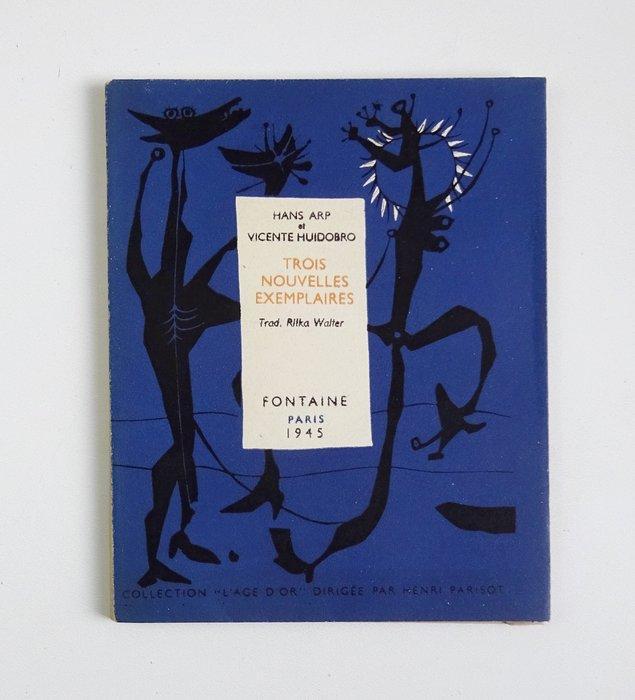 HANS ARP
et
VICENTE HUIDOBRO
TROIS
NOUVELLES
EXEMPLAIRES
Trad. Rilka Walter
FONTAINE
PARIS
1945
COLLECTION "L'AGE D'OR" DIRIGÉE PAR HENRI PARISOT